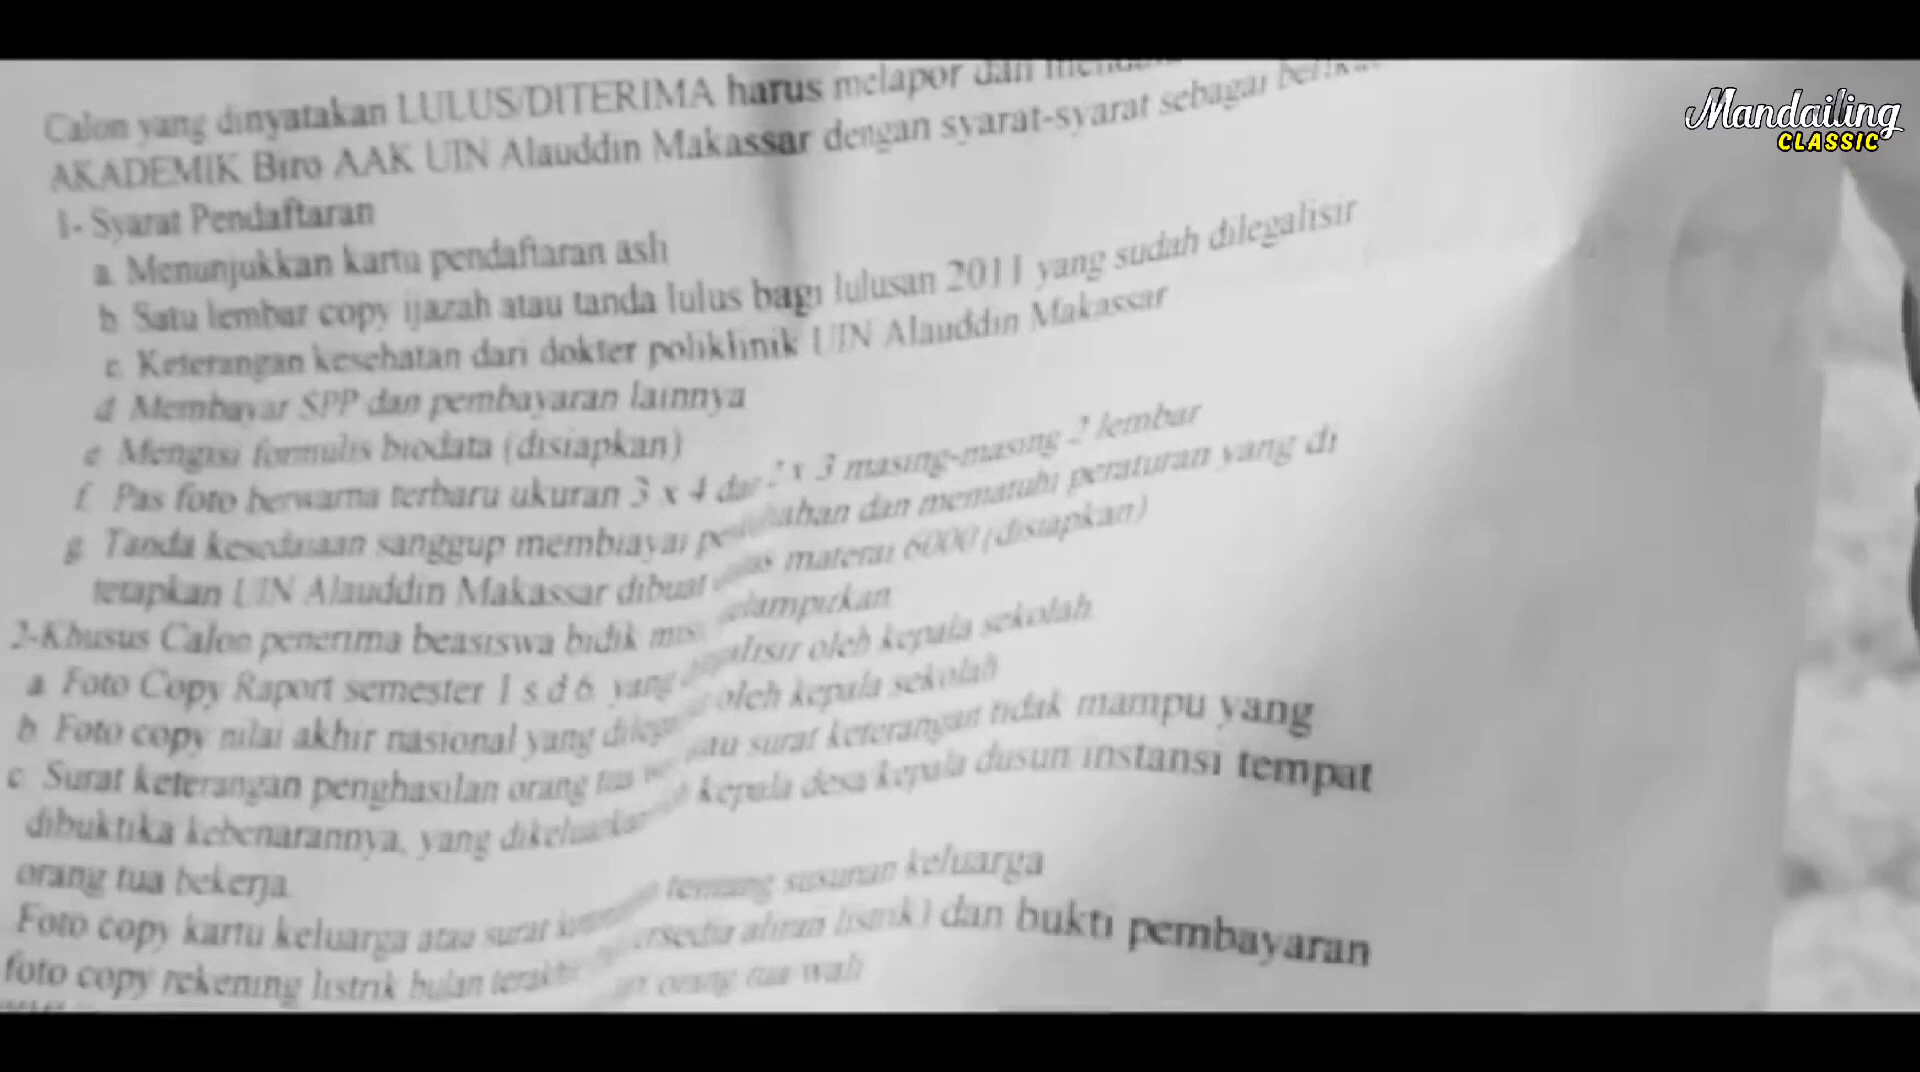 Calon yang dinyatakan LULUS/DITERIMA harus melapor dan
AKADEMIK Biro AAK UIN Alauddin Makassar dengan syarat-syarat sebagai berikut
1- Syarat Pendaftaran
a. Menunjukkan kartu pendaftaran asli
b. Satu lembar copy ijazah atau tanda lulus bagi lulusan 2011 yang sudah dilegalisir
c. Keterangan kesehatan dari dokter poliklinik UIN Alauddin Makassar
d. Membayar SPP dan pembayaran lainnya
e. Mengisi formulis biodata (disiapkan)
f. Pas foto berwarna terbaru ukuran 3 x 4 dan 2 x 3 masing-masing 2 lembar
g. Tanda kesediaan sanggup membiayai dan mematuhi peraturan yang di
tetapkan UIN Alauddin Makassar dibuat materai 6000 (disiapkan)
2-Khusus Calon penerima beasiswa bidik misi
a. Foto Copy Raport semester 1 s.d 6 yang oleh kepala sekolah
b. Foto copy nilai akhir nasional yang oleh kepala sekolah
c. Surat keterangan penghasilan orang tua surat keterangan tidak mampu yang
dibuktika kebenarannya, yang kepala desa/kepala dusun instansi tempat
orang tua bekerja.
Foto copy kartu keluarga atau surat tentang susunan keluarga
foto copy rekening listrik bulan aliran listrik) dan bukti pembayaran
orang tua wali
Mandailing
CLASSIC